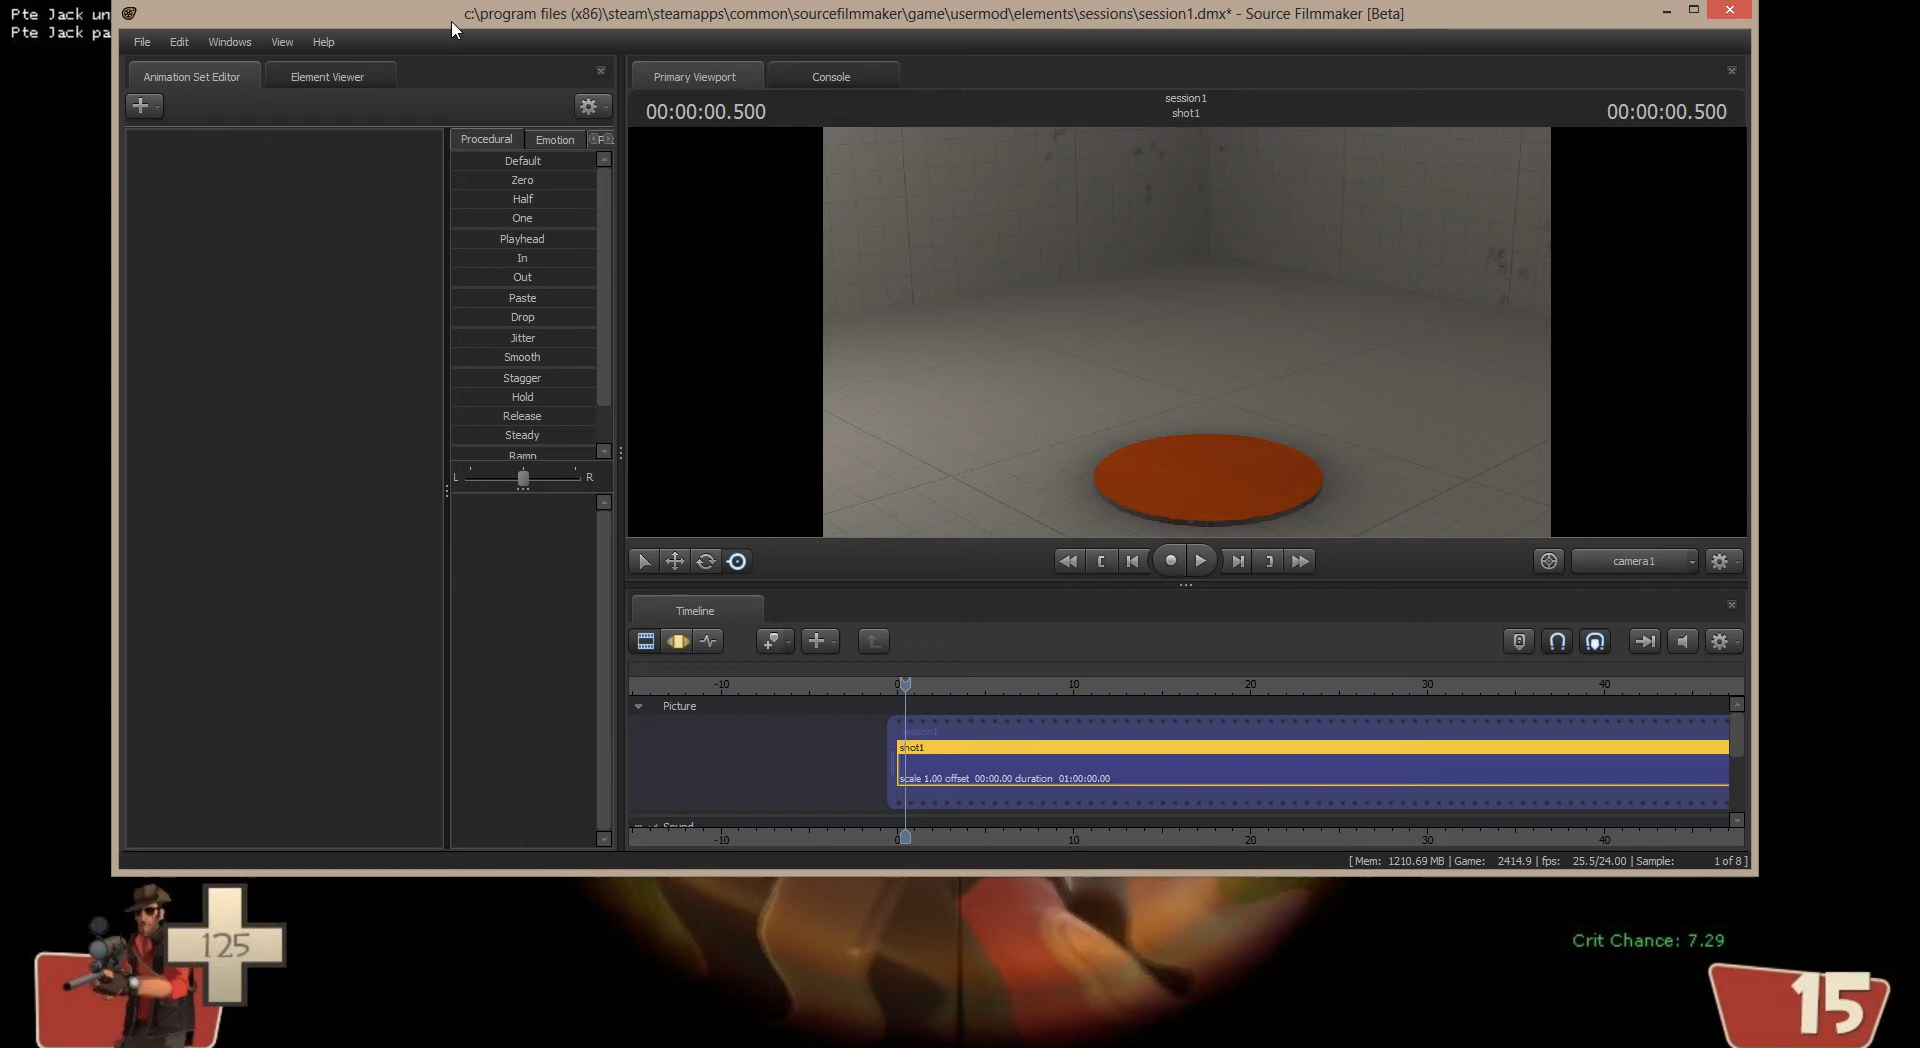 Pte Jack un
Pte Jack pa
c:\program files (x86)\steam\steamapps\common\sourcefilmmaker\game\usermod\elements\sessions\session1.dmx* - Source Filmmaker [Beta]
File Edit Windows View Help
Animation Set Editor Element Viewer
Procedural Emotion
Default
Zero
Half
One
Playhead
In
Out
Paste
Drop
Jitter
Smooth
Stagger
Hold
Release
Steady
Ramp
L R
Primary Viewport Console
00:00:00.500
session1
shot1
00:00:00.500
camera1
Timeline
-10 0 10 20 30 40
Picture
session1
shot1
scale 1.00 offset 00:00.00 duration 01:00:00.00
Sound
-10 0 10 20 30 40
[ Mem: 1210.69 MB | Game: 2414.9 | fps: 25.5/24.00 | Sample: 1 of 8 ]
125
Crit Chance: 7.29
15